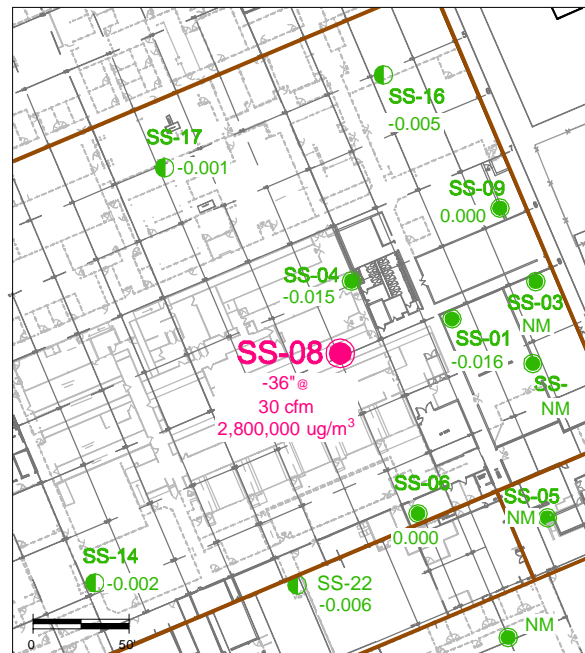 SS-16
-0.005
SS-17
-0.001
SS-09
0.000
SS-04
-0.015
SS-03
NM
SS-01
-0.016
SS-08
-36" @
30 cfm
2,800,000 ug/m³
SS-
NM
SS-06
0.000
SS-05
NM
SS-14
-0.002
SS-22
-0.006
NM
0 50